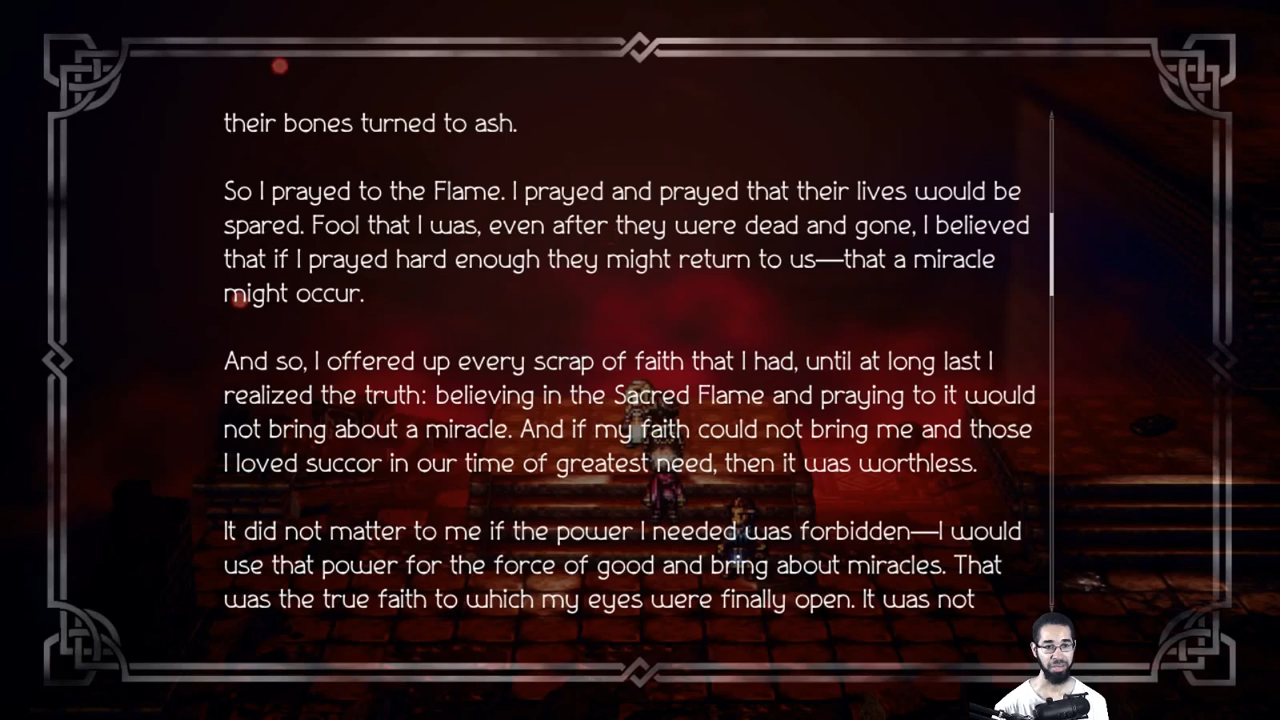 their bones turned to ash.
So I prayed to the Flame. I prayed and prayed that their lives would be
spared. Fool that I was, even after they were dead and gone, I believed
that if I prayed hard enough they might return to us—that a miracle
might occur.
And so, I offered up every scrap of faith that I had, until at long last I
realized the truth: believing in the Sacred Flame and praying to it would
not bring about a miracle. And if my faith could not bring me and those
I loved succor in our time of greatest need, then it was worthless.
It did not matter to me if the power I needed was forbidden—I would
use that power for the force of good and bring about miracles. That
was the true faith to which my eyes were finally open. It was not